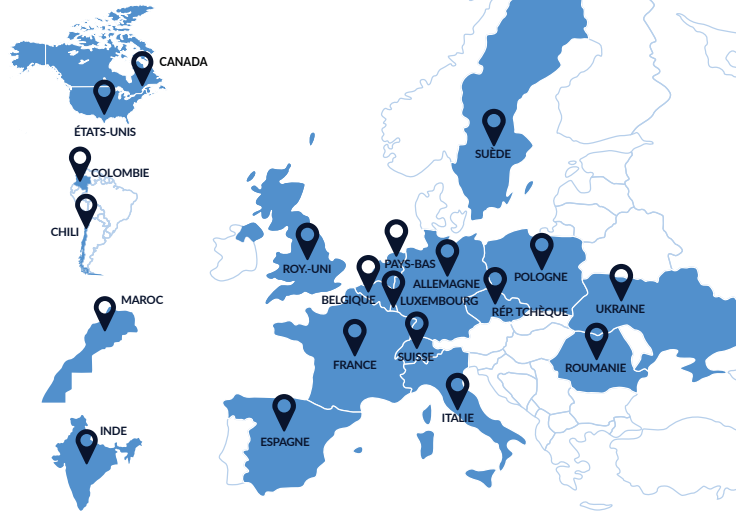 CANADA
ÉTATS-UNIS
COLOMBIE
CHILI
MAROC
INDE
SUÈDE
ROY.-UNI
PAYS-BAS
ALLEMAGNE
POLOGNE
BELGIQUE
LUXEMBOURG
RÉP. TCHÈQUE
UKRAINE
FRANCE
SUISSE
ROUMANIE
ITALIE
ESPAGNE